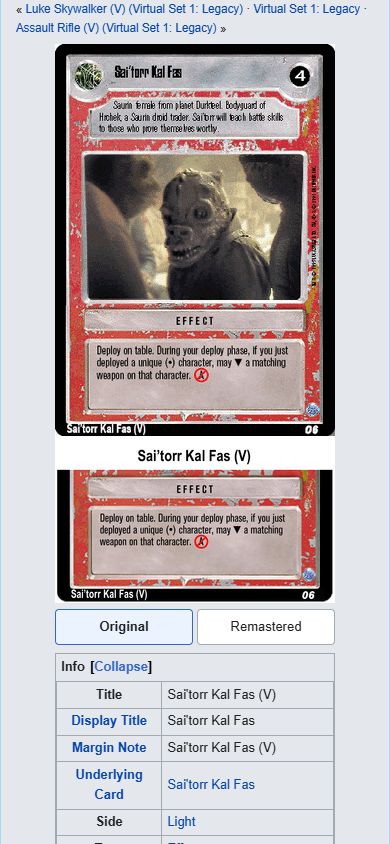 « Luke Skywalker (V) (Virtual Set 1: Legacy) · Virtual Set 1: Legacy ·
Assault Rifle (V) (Virtual Set 1: Legacy) »
Sai'torr Kal Fas
4
Saurin female from planet Durkteel. Bodyguard of
Hrchek, a Saurin droid trader. Sai'torr will teach battle skills
to those who prove themselves worthy.
EFFECT
Deploy on table. During your deploy phase, if you just
deployed a unique (•) character, may ▼ a matching
weapon on that character.
Sai'torr Kal Fas (V)
06
Sai'torr Kal Fas (V)
EFFECT
Deploy on table. During your deploy phase, if you just
deployed a unique (•) character, may ▼ a matching
weapon on that character.
Sai'torr Kal Fas (V)
06
Original
Remastered
Info [Collapse]
Title Sai'torr Kal Fas (V)
Display Title Sai'torr Kal Fas
Margin Note Sai'torr Kal Fas (V)
Underlying
Card Sai'torr Kal Fas
Side Light